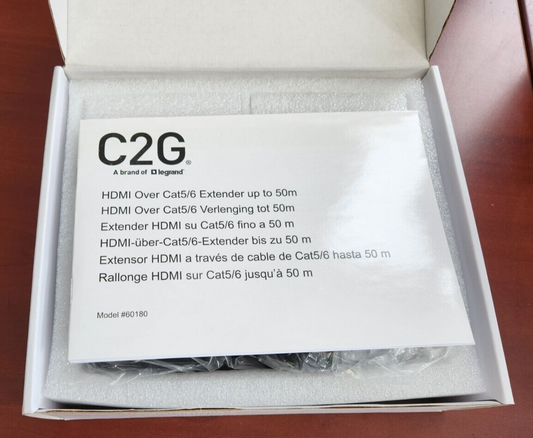 C2G®
A brand of legrand
HDMI Over Cat5/6 Extender up to 50m
HDMI Over Cat5/6 Verlenging tot 50m
Extender HDMI su Cat5/6 fino a 50 m
HDMI-über-Cat5/6-Extender bis zu 50 m
Extensor HDMI a través de cable de Cat5/6 hasta 50 m
Rallonge HDMI sur Cat5/6 jusqu'à 50 m
Model #60180